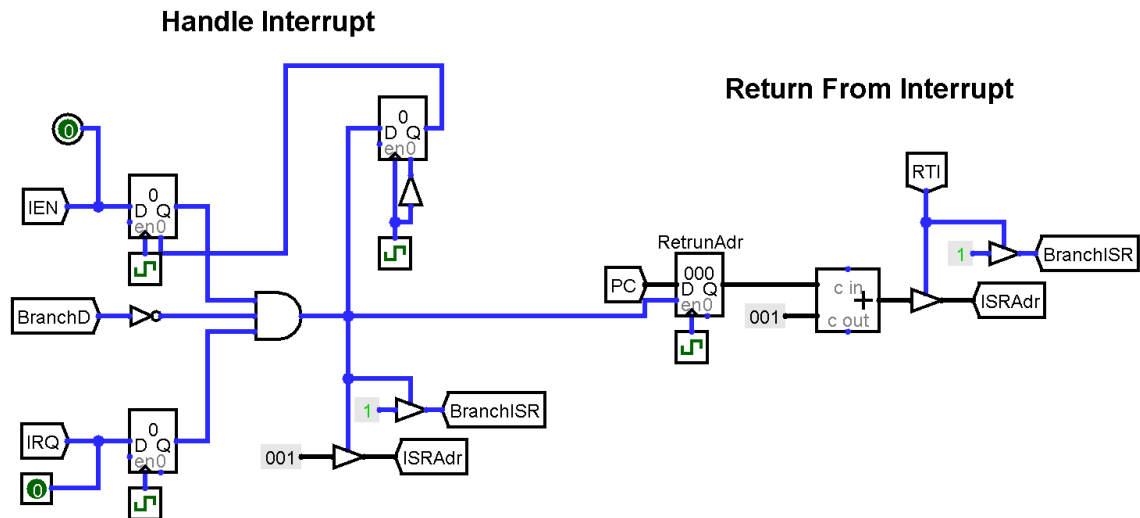 Handle Interrupt
Return From Interrupt
0
0
D Q
en0
IEN
0
D Q
en0
RTI
RetrunAdr
PC
000
D Q
en0
1
BranchISR
c in
+
c out
001
ISRAdr
BranchD
1
BranchISR
IRQ
0
D Q
en0
001
ISRAdr
0